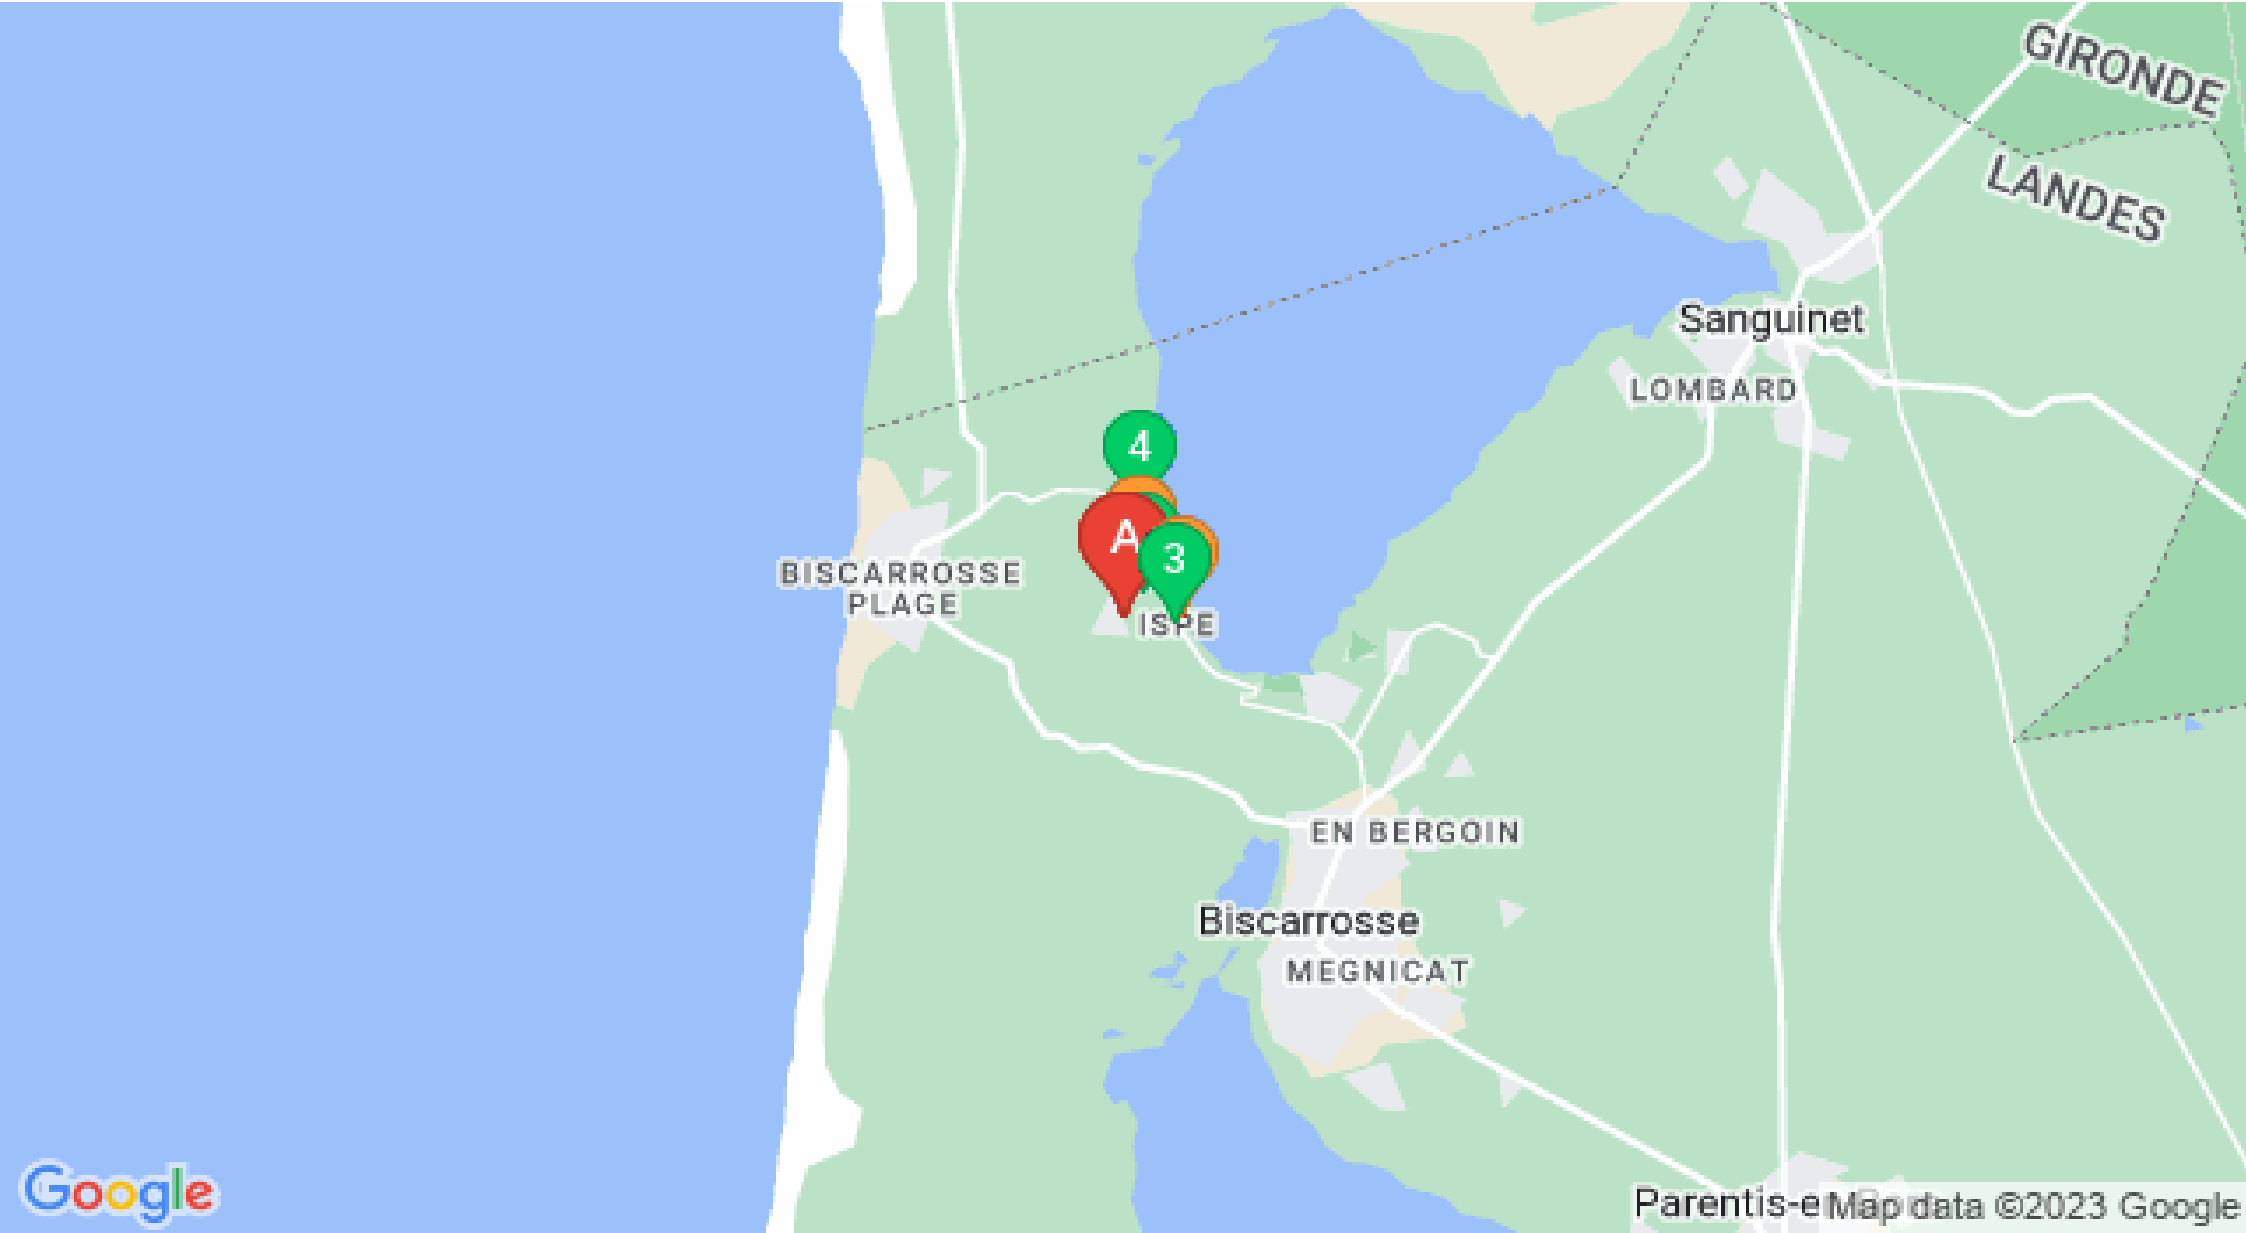 GIRONDE
LANDES
Sanguinet
LOMBARD
4
A
3
BISCARROSSE
PLAGE
ISPE
EN BERGOIN
Biscarrosse
MEGNICAT
Google
Map data ©2023 Google